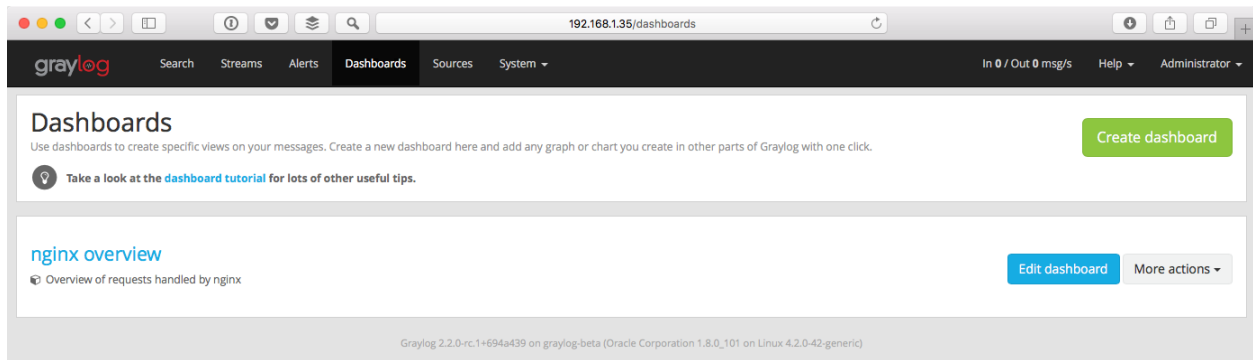 192.168.1.35/dashboards
graylog Search Streams Alerts Dashboards Sources System In 0 / Out 0 msg/s Help Administrator
Dashboards
Use dashboards to create specific views on your messages. Create a new dashboard here and add any graph or chart you create in other parts of Graylog with one click.
Create dashboard
Take a look at the dashboard tutorial for lots of other useful tips.
nginx overview
Overview of requests handled by nginx
Edit dashboard More actions
Graylog 2.2.0-rc.1+694a439 on graylog-beta (Oracle Corporation 1.8.0_101 on Linux 4.2.0-42-generic)